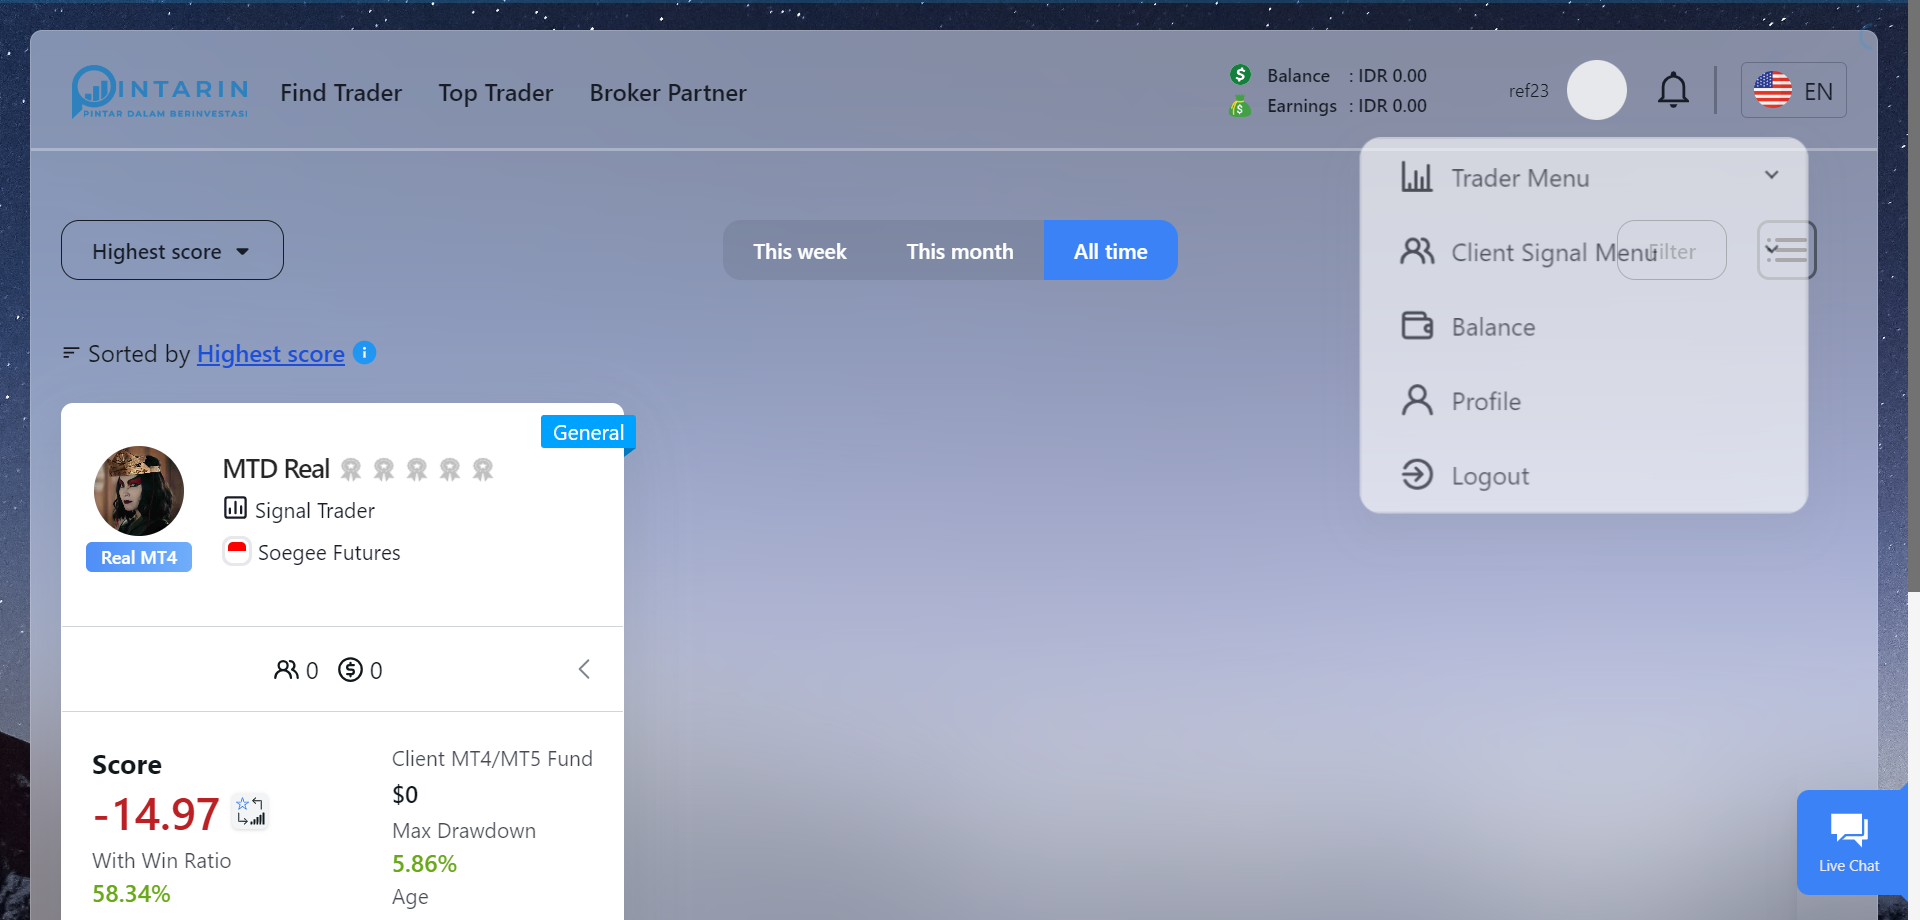 PINTARIN
PINTAR DALAM BERINVESTASI
Find Trader
Top Trader
Broker Partner
Balance : IDR 0.00
Earnings : IDR 0.00
ref23
EN
Trader Menu
Client Signal Menu
Balance
Profile
Logout
Highest score
This week
This month
All time
Filter
Sorted by Highest score
General
MTD Real
Signal Trader
Soegee Futures
Real MT4
0
0
Score
-14.97
With Win Ratio
58.34%
Client MT4/MT5 Fund
$0
Max Drawdown
5.86%
Age
Live Chat